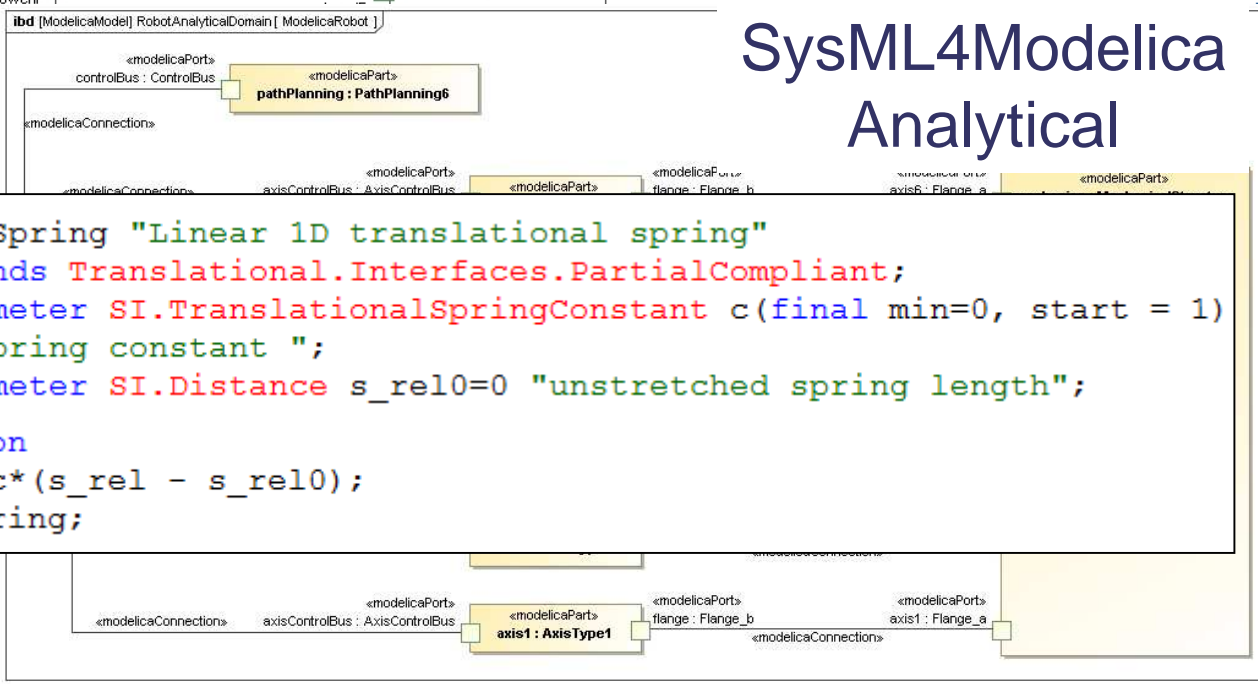 ibd [ModelicaModel] RobotAnalyticalDomain[ ModelicaRobot ]
SysML4Modelica
Analytical
«modelicaPort»
controlBus : ControlBus
«modelicaPart»
pathPlanning : PathPlanning6
«modelicaConnection»
«modelicaPort»
axisControlBus : AxisControlBus
«modelicaConnection»
«modelicaPart»
flange : Flange_b
axis6 : Flange_a
«modelicaPart»
Spring "Linear 1D translational spring"
nds Translational.Interfaces.PartialCompliant;
meter SI.TranslationalSpringConstant c(final min=0, start = 1)
pring constant ";
meter SI.Distance s_rel0=0 "unstretched spring length";
on
c*(s_rel - s_rel0);
ring;
«modelicaConnection»
«modelicaPort»
axisControlBus : AxisControlBus
«modelicaPart»
axis1 : AxisType1
«modelicaPort»
flange : Flange_b
«modelicaConnection»
«modelicaPort»
axis1 : Flange_a